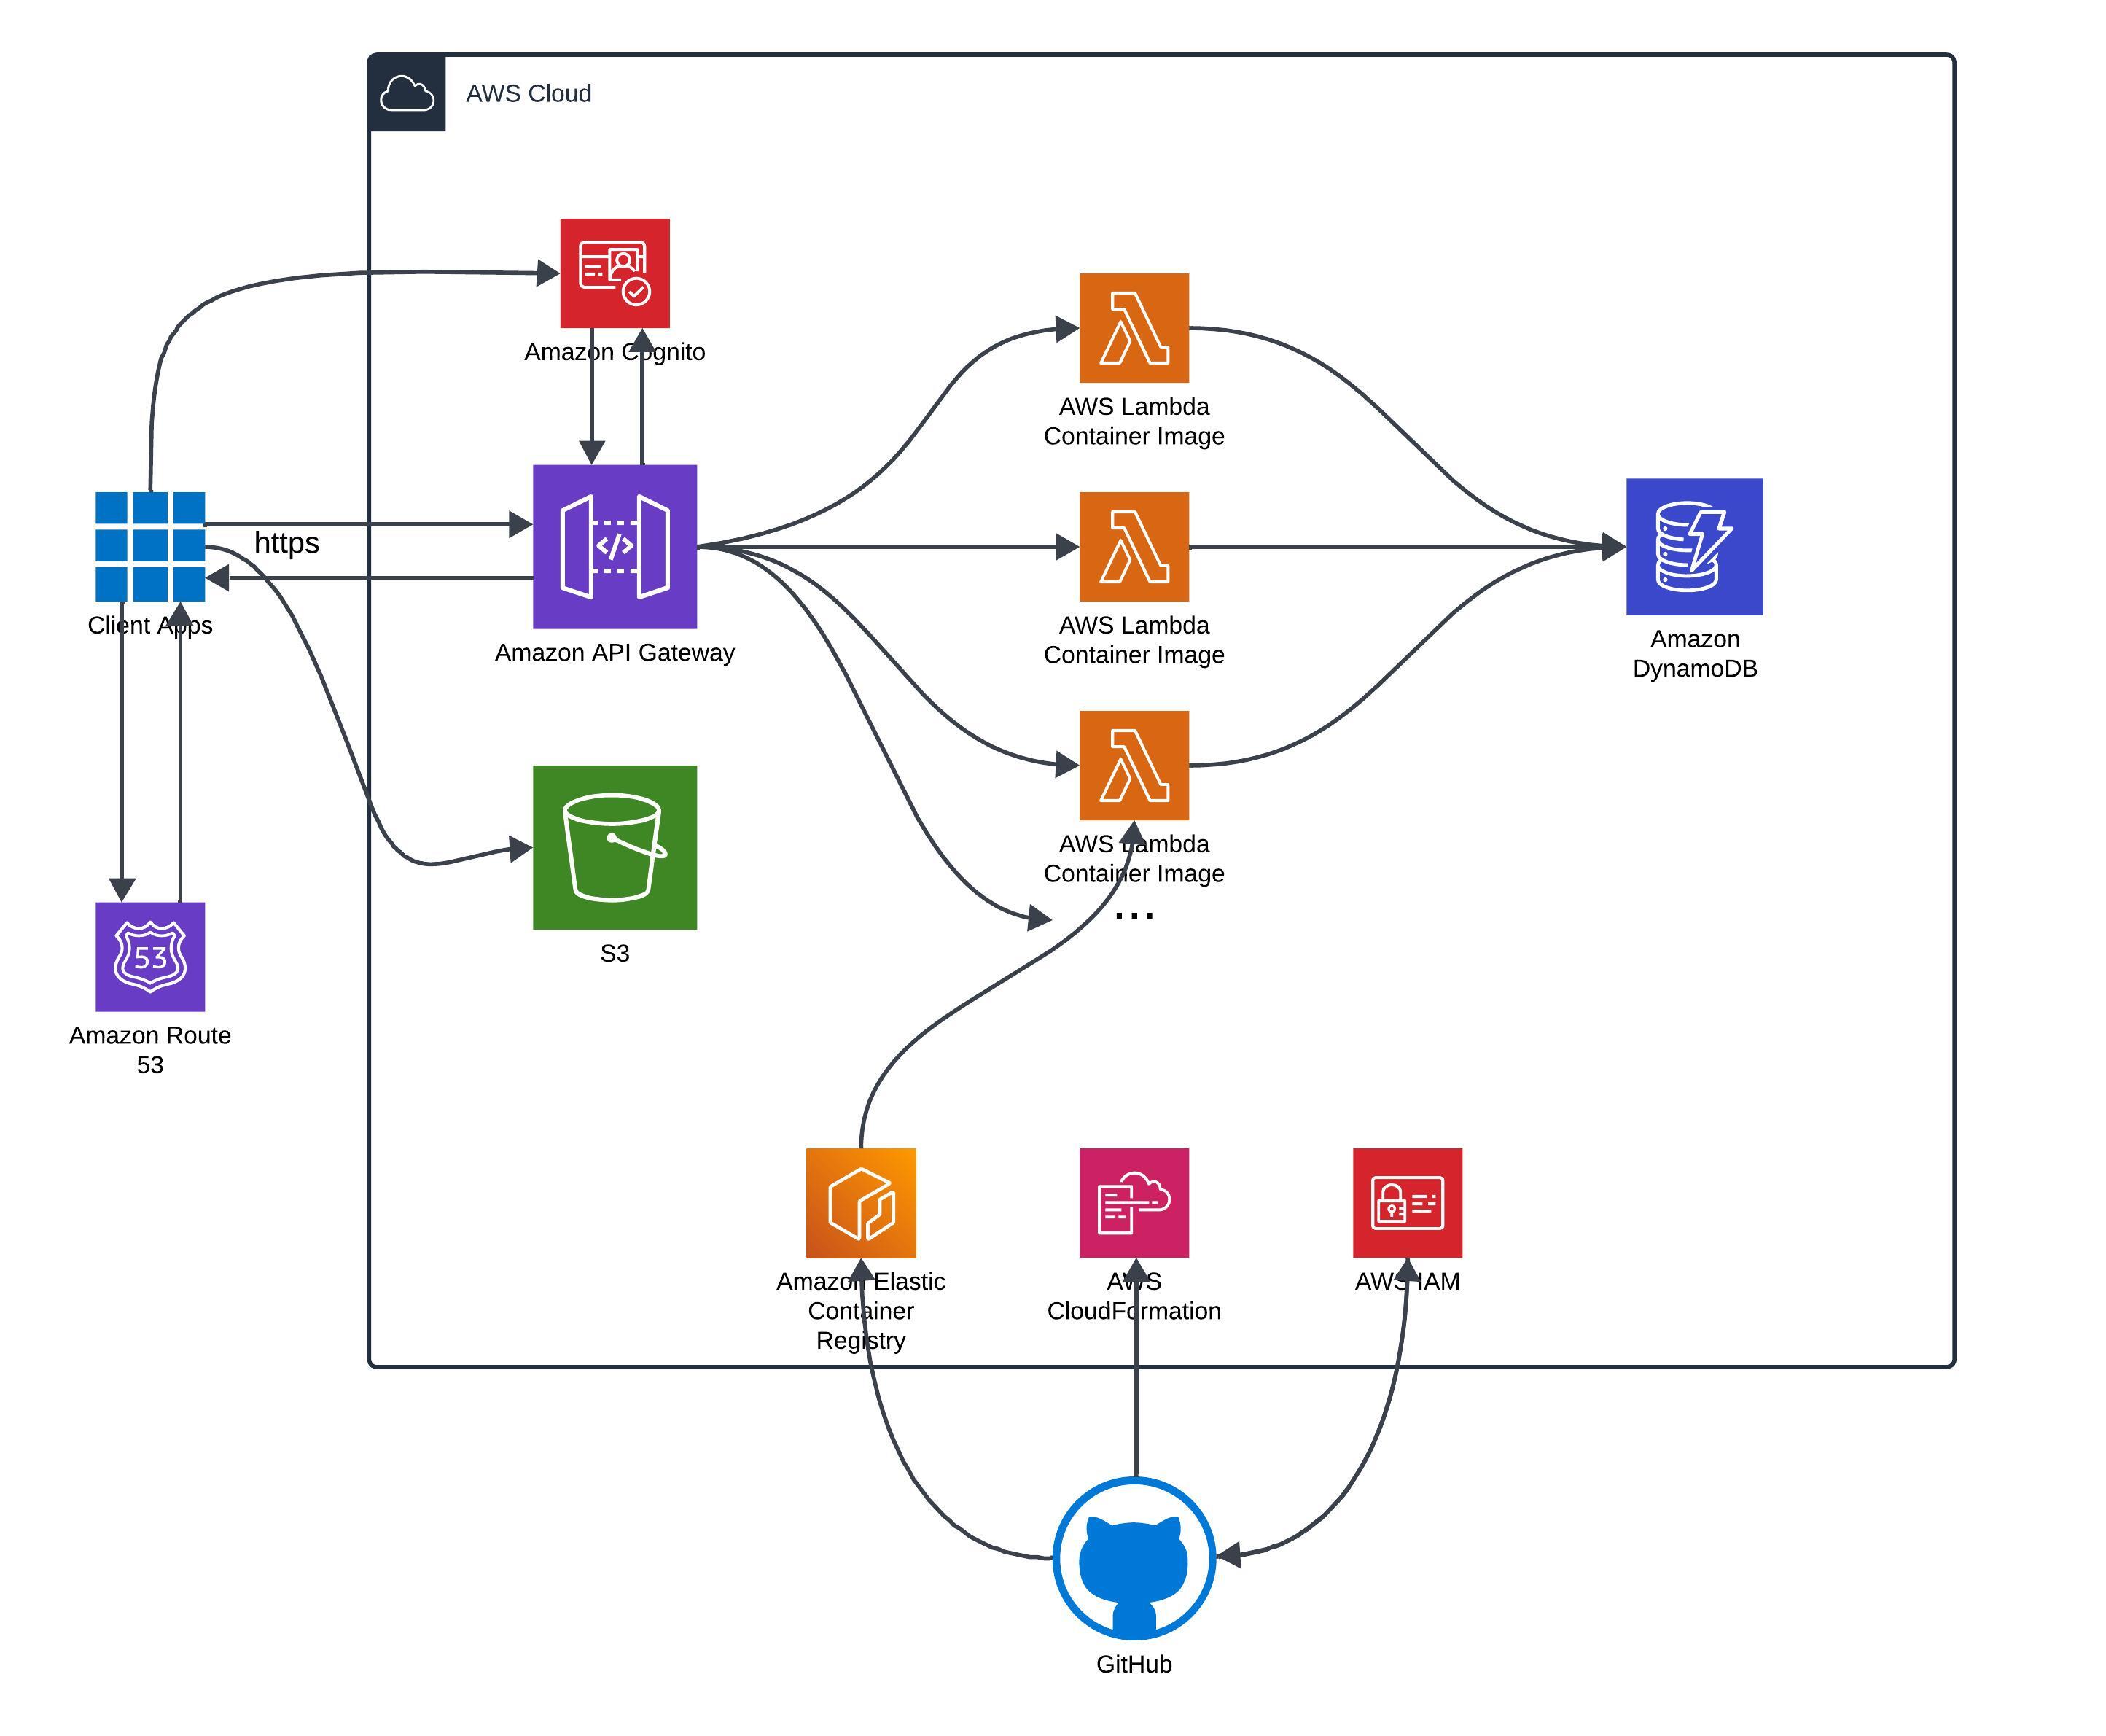 AWS Cloud
Amazon Cognito
AWS Lambda
Container Image
https
Client Apps
Amazon API Gateway
AWS Lambda
Container Image
Amazon
DynamoDB
AWS Lambda
Container Image
...
S3
53
Amazon Route
53
Amazon Elastic
Container
Registry
AWS
CloudFormation
AWS IAM
GitHub